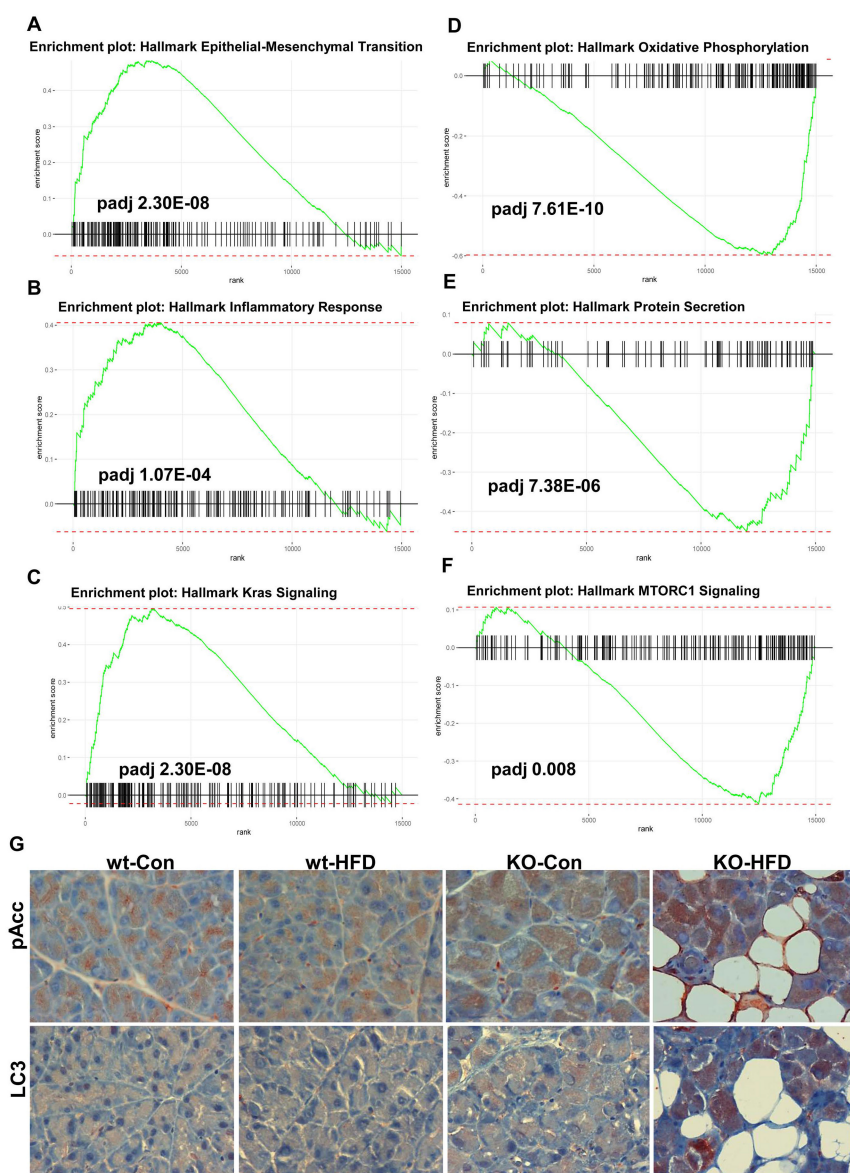 A
Enrichment plot: Hallmark Epithelial-Mesenchymal Transition
enrichment score
0.4
0.3
0.2
0.1
0.0
padj 2.30E-08
0
5000
10000
15000
rank
B
Enrichment plot: Hallmark Inflammatory Response
enrichment score
0.4
0.3
0.2
0.1
0.0
padj 1.07E-04
0
5000
10000
15000
rank
C
Enrichment plot: Hallmark Kras Signaling
enrichment score
0.5
0.4
0.3
0.2
0.1
0.0
padj 2.30E-08
0
5000
10000
15000
rank
D
Enrichment plot: Hallmark Oxidative Phosphorylation
enrichment score
0.0
-0.2
-0.4
-0.6
padj 7.61E-10
0
5000
10000
15000
rank
E
Enrichment plot: Hallmark Protein Secretion
enrichment score
0.1
0.0
-0.1
-0.2
-0.3
-0.4
padj 7.38E-06
0
5000
10000
15000
rank
F
Enrichment plot: Hallmark MTORC1 Signaling
enrichment score
0.1
0.0
-0.1
-0.2
-0.3
-0.4
padj 0.008
0
5000
10000
15000
rank
G
wt-Con
wt-HFD
KO-Con
KO-HFD
pAcc
LC3